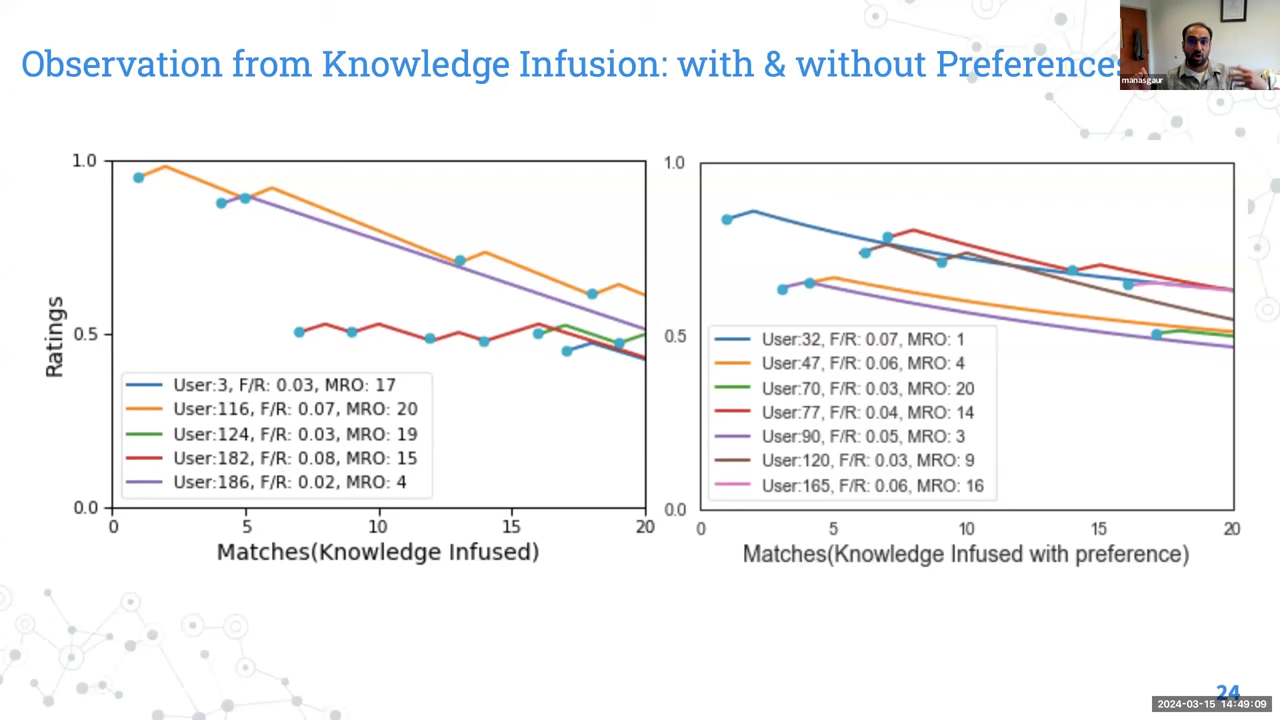 Observation from Knowledge Infusion: with & without Preferences
manasgaur
1.0
0.5
0.0
Ratings
User:3, F/R: 0.03, MRO: 17
User:116, F/R: 0.07, MRO: 20
User:124, F/R: 0.03, MRO: 19
User:182, F/R: 0.08, MRO: 15
User:186, F/R: 0.02, MRO: 4
0 5 10 15 20
Matches(Knowledge Infused)
1.0
0.5
0.0
User:32, F/R: 0.07, MRO: 1
User:47, F/R: 0.06, MRO: 4
User:70, F/R: 0.03, MRO: 20
User:77, F/R: 0.04, MRO: 14
User:90, F/R: 0.05, MRO: 3
User:120, F/R: 0.03, MRO: 9
User:165, F/R: 0.06, MRO: 16
0 5 10 15 20
Matches(Knowledge Infused with preference)
24
2024-03-15 14:49:09